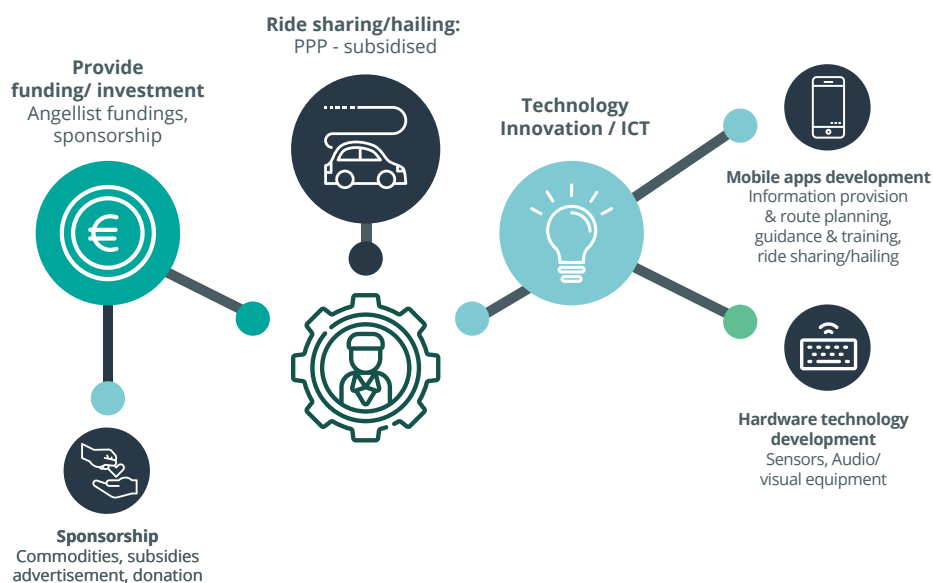 Ride sharing/hailing:
PPP - subsidised
Provide
funding/ investment
Angellist fundings,
sponsorship
Technology
Innovation / ICT
Mobile apps development
Information provision
& route planning,
guidance & training,
ride sharing/hailing
Hardware technology
development
Sensors, Audio/
visual equipment
Sponsorship
Commodities, subsidies
advertisement, donation